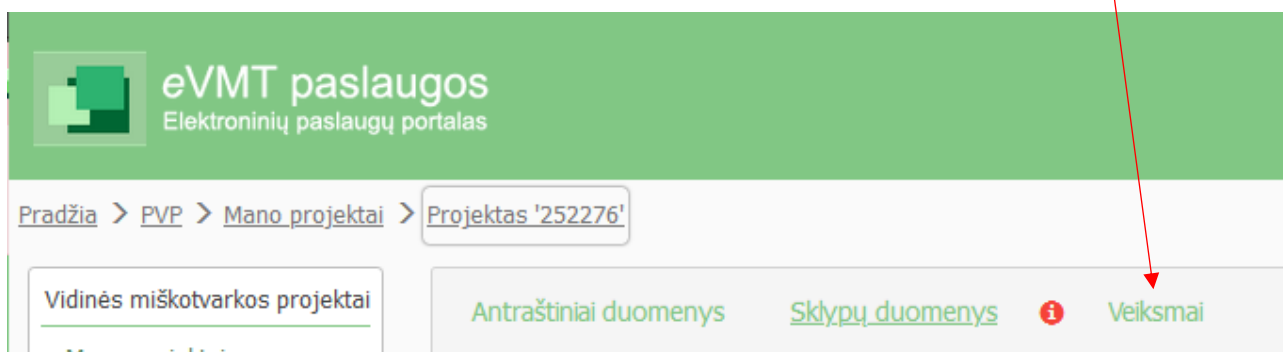 eVMT paslaugos
Elektroninių paslaugų portalas
Pradžia > PVP > Mano projektai > Projektas '252276'
Vidinės miškotvarkos projektai
Antraštiniai duomenys Sklypų duomenys Veiksmai